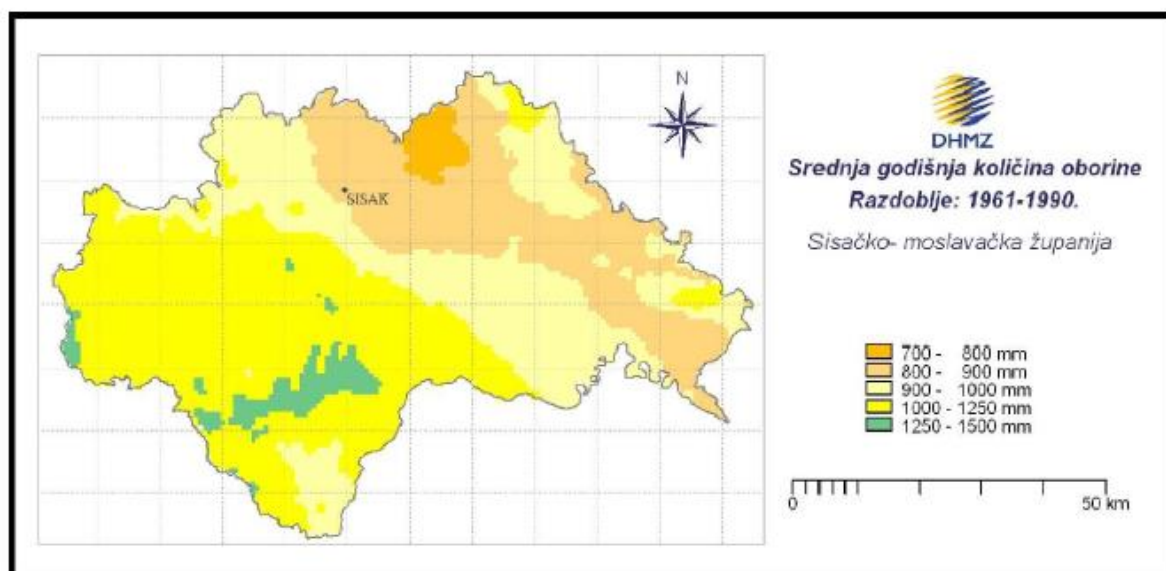 N
SISAK
DHMZ
Srednja godišnja količina oborine
Razdoblje: 1961-1990.
Sisačko- moslavačka županija
700 - 800 mm
800 - 900 mm
900 - 1000 mm
1000 - 1250 mm
1250 - 1500 mm
0 50 km